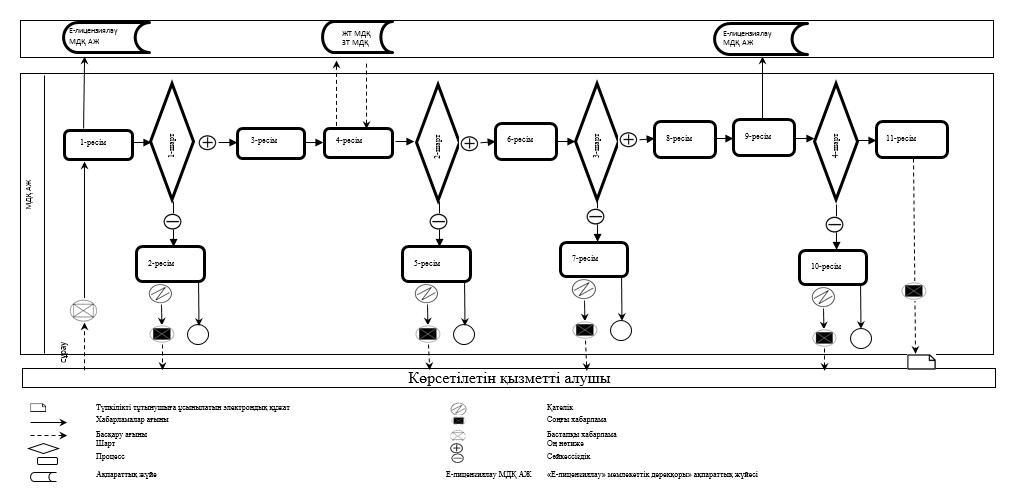 Е-лицензиялау
МДҚ АЖ
ЖТ МДҚ
ЗТ МДҚ
Е-лицензиялау
МДҚ АЖ
МДҚ АЖ
1-рәсім
1-шарт
3-рәсім
4-рәсім
2-шарт
6-рәсім
3-шарт
8-рәсім
9-рәсім
4-шарт
11-рәсім
2-рәсім
5-рәсім
7-рәсім
10-рәсім
сұрау
Көрсетілетін қызметті алушы
Түпкілікті тұтынушыға ұсынылатын электрондық құжат
Хабарламалар ағыны
Басқару ағыны
Шарт
Процесс
Ақпараттық жүйе
Қателік
Соңғы хабарлама
Бастапқы хабарлама
Оң нәтиже
Сәйкессіздік
Е-лицензиялау МДҚ АЖ
«Е-лицензиялау» мемлекеттік дерекқоры» ақпараттық жүйесі